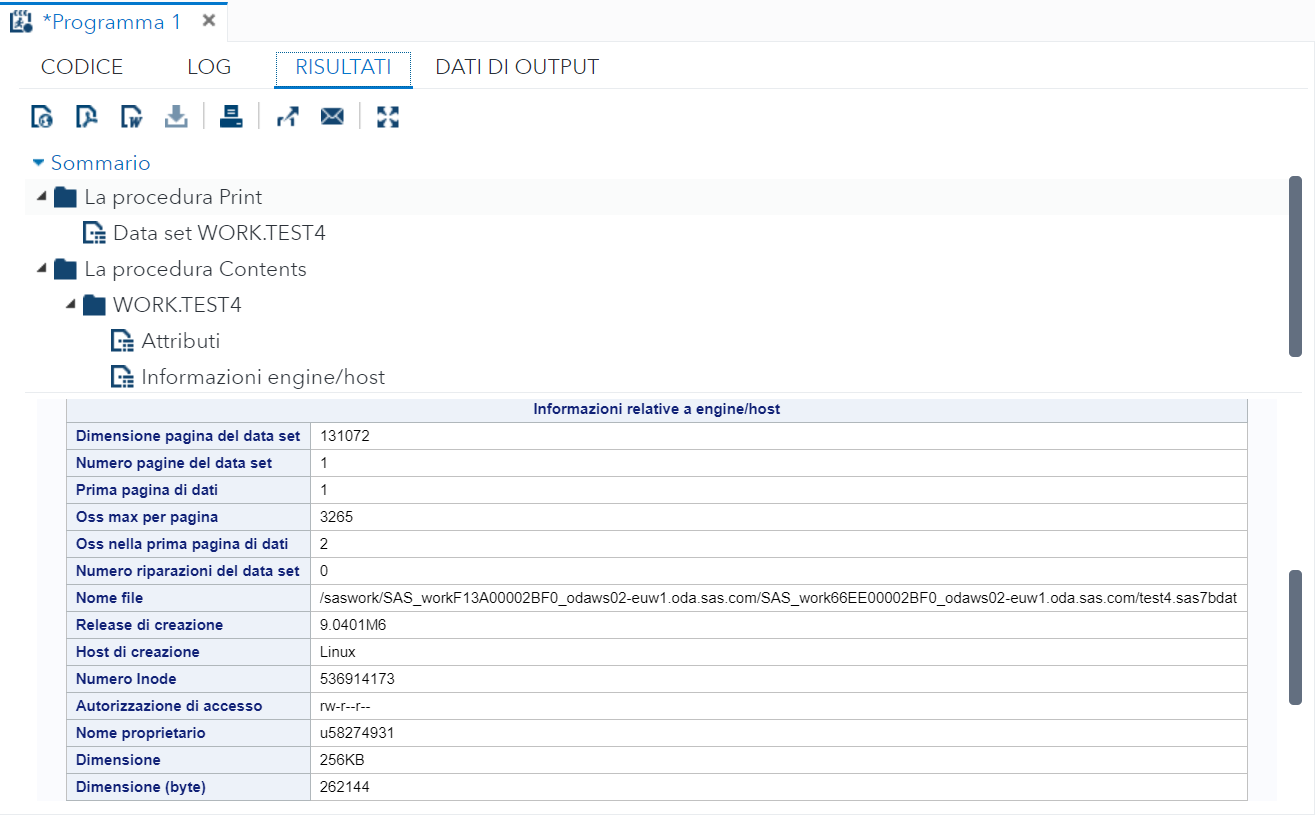 *Programma 1
CODICE LOG RISULTATI DATI DI OUTPUT
Sommario
La procedura Print
Data set WORK.TEST4
La procedura Contents
WORK.TEST4
Attributi
Informazioni engine/host
Informazioni relative a engine/host
Dimensione pagina del data set 131072
Numero pagine del data set 1
Prima pagina di dati 1
Oss max per pagina 3265
Oss nella prima pagina di dati 2
Numero riparazioni del data set 0
Nome file /saswork/SAS_workF13A00002BF0_odaws02-euw1.oda.sas.com/SAS_work66EE00002BF0_odaws02-euw1.oda.sas.com/test4.sas7bdat
Release di creazione 9.0401M6
Host di creazione Linux
Numero Inode 536914173
Autorizzazione di accesso rw-r--r--
Nome proprietario u58274931
Dimensione 256KB
Dimensione (byte) 262144